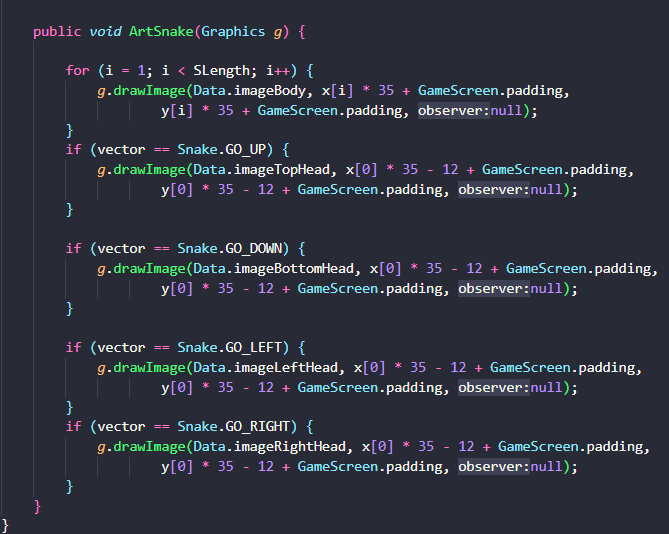 public void ArtSnake(Graphics g) {
for (i = 1; i < SLength; i++) {
g.drawImage(Data.imageBody, x[i] * 35 + GameScreen.padding,
y[i] * 35 + GameScreen.padding, observer:null);
}
if (vector == Snake.GO_UP) {
g.drawImage(Data.imageTopHead, x[0] * 35 - 12 + GameScreen.padding,
y[0] * 35 - 12 + GameScreen.padding, observer:null);
}
if (vector == Snake.GO_DOWN) {
g.drawImage(Data.imageBottomHead, x[0] * 35 - 12 + GameScreen.padding,
y[0] * 35 - 12 + GameScreen.padding, observer:null);
}
if (vector == Snake.GO_LEFT) {
g.drawImage(Data.imageLeftHead, x[0] * 35 - 12 + GameScreen.padding,
y[0] * 35 - 12 + GameScreen.padding, observer:null);
}
if (vector == Snake.GO_RIGHT) {
g.drawImage(Data.imageRightHead, x[0] * 35 - 12 + GameScreen.padding,
y[0] * 35 - 12 + GameScreen.padding, observer:null);
}
}
}